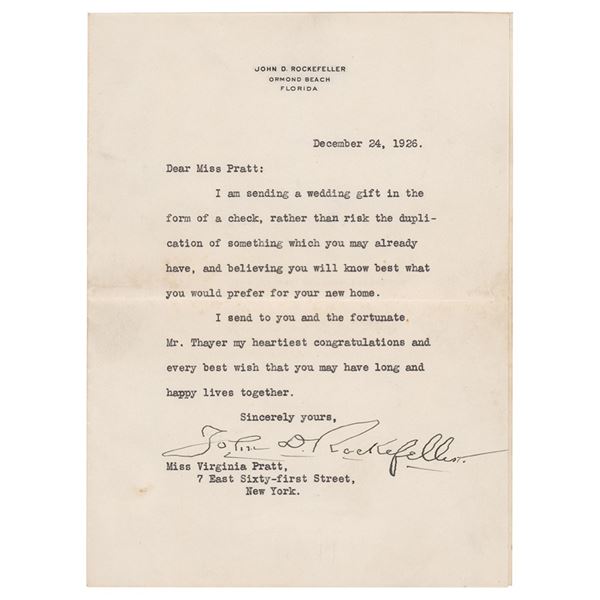 JOHN D. ROCKEFELLER
ORMOND BEACH
FLORIDA
December 24, 1926.
Dear Miss Pratt:
I am sending a wedding gift in the
form of a check, rather than risk the dupli-
cation of something which you may already
have, and believing you will know best what
you would prefer for your new home.
I send to you and the fortunate
Mr. Thayer my heartiest congratulations and
every best wish that you may have long and
happy lives together.
Sincerely yours,
John D. Rockefeller.
Miss Virginia Pratt,
7 East Sixty-first Street,
New York.